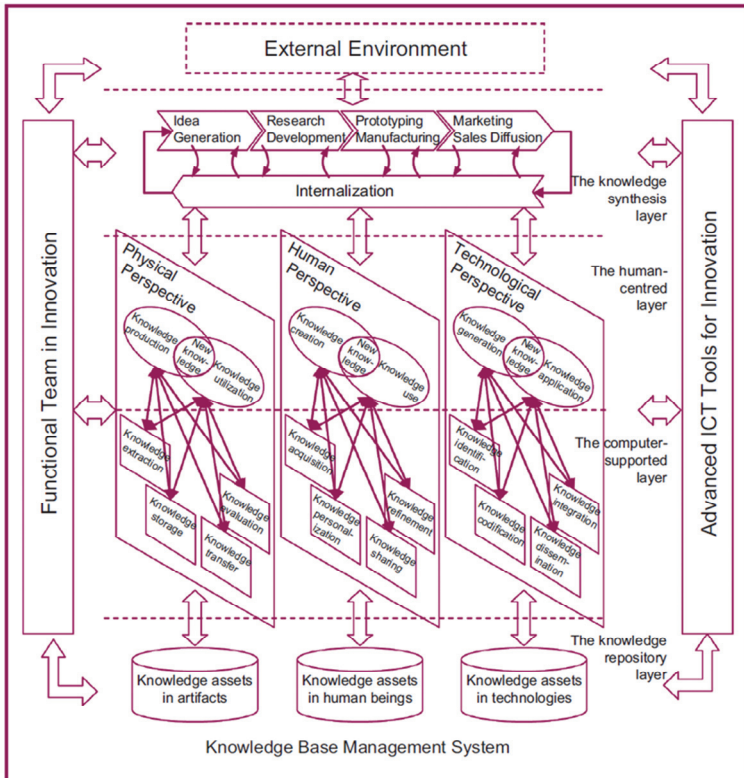 External Environment
Idea
Generation
Research
Development
Prototyping
Manufacturing
Marketing
Sales Diffusion
Internalization
The knowledge
synthesis
layer
Functional Team in Innovation
Advanced ICT Tools for Innovation
Physical
Perspective
Human
Perspective
Technological
Perspective
The human-
centred
layer
Knowledge
production
New
know-
ledge
Knowledge
utilization
Knowledge
creation
New
know-
ledge
Knowledge
use
Knowledge
generation
New
know-
ledge
Knowledge
application
The computer-
supported
layer
Knowledge
extraction
Knowledge
storage
Knowledge
evaluation
Knowledge
transfer
Knowledge
acquisition
Knowledge
personal-
ization
Knowledge
refinement
Knowledge
sharing
Knowledge
identifi-
cation
Knowledge
codification
Knowledge
integration
Knowledge
dissem-
ination
The knowledge
repository
layer
Knowledge assets
in artifacts
Knowledge assets
in human beings
Knowledge assets
in technologies
Knowledge Base Management System